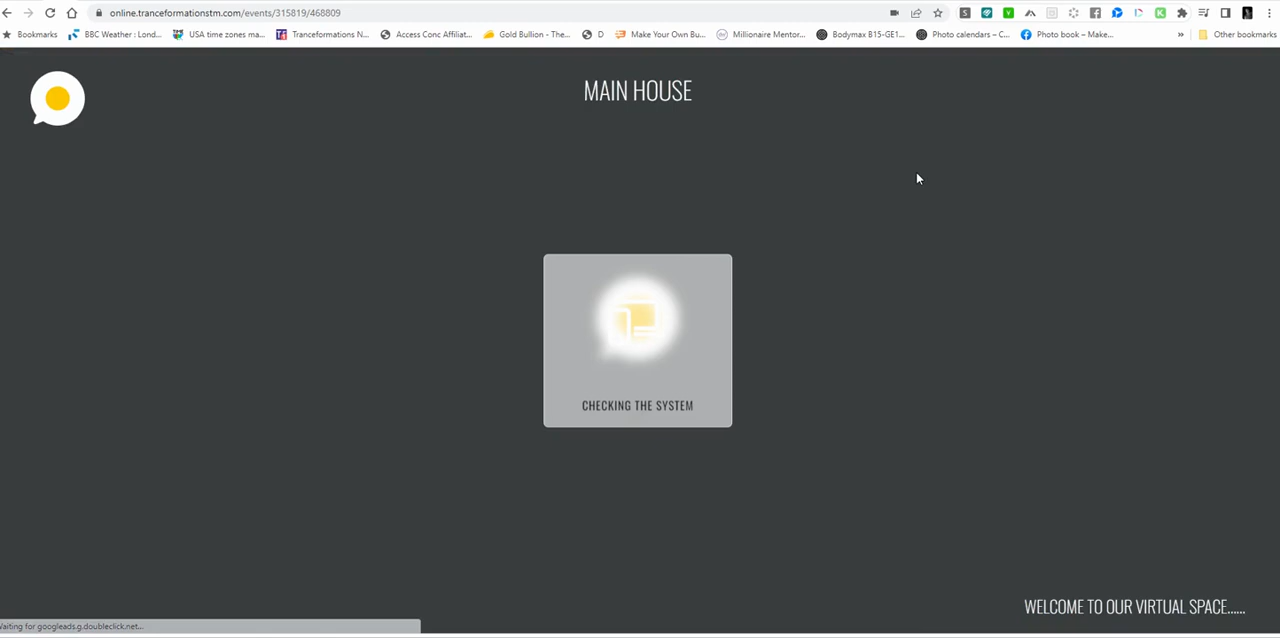 online.tranceformationstm.com/events/315819/468809
Bookmarks
BBC Weather : Lond...
USA time zones ma...
Tranceformations N...
Access Conc Affiliat...
Gold Bullion - The...
D
Make Your Own Bu...
Millionaire Mentor...
Bodymax B15-GE1...
Photo calendars – C...
Photo book – Make...
»
Other bookmarks
MAIN HOUSE
CHECKING THE SYSTEM
WELCOME TO OUR VIRTUAL SPACE......
Waiting for googleads.g.doubleclick.net...